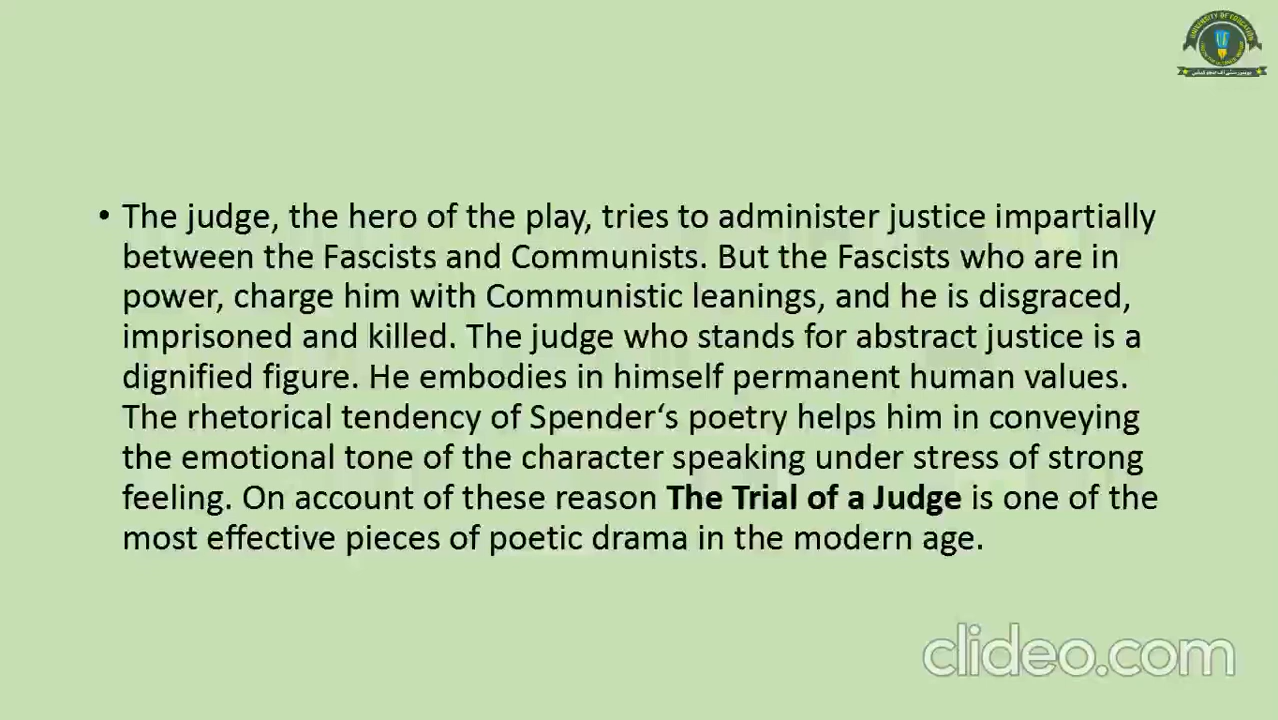 UNIVERSITY OF EDUCATION
• The judge, the hero of the play, tries to administer justice impartially
between the Fascists and Communists. But the Fascists who are in
power, charge him with Communistic leanings, and he is disgraced,
imprisoned and killed. The judge who stands for abstract justice is a
dignified figure. He embodies in himself permanent human values.
The rhetorical tendency of Spender‘s poetry helps him in conveying
the emotional tone of the character speaking under stress of strong
feeling. On account of these reason The Trial of a Judge is one of the
most effective pieces of poetic drama in the modern age.
clideo.com